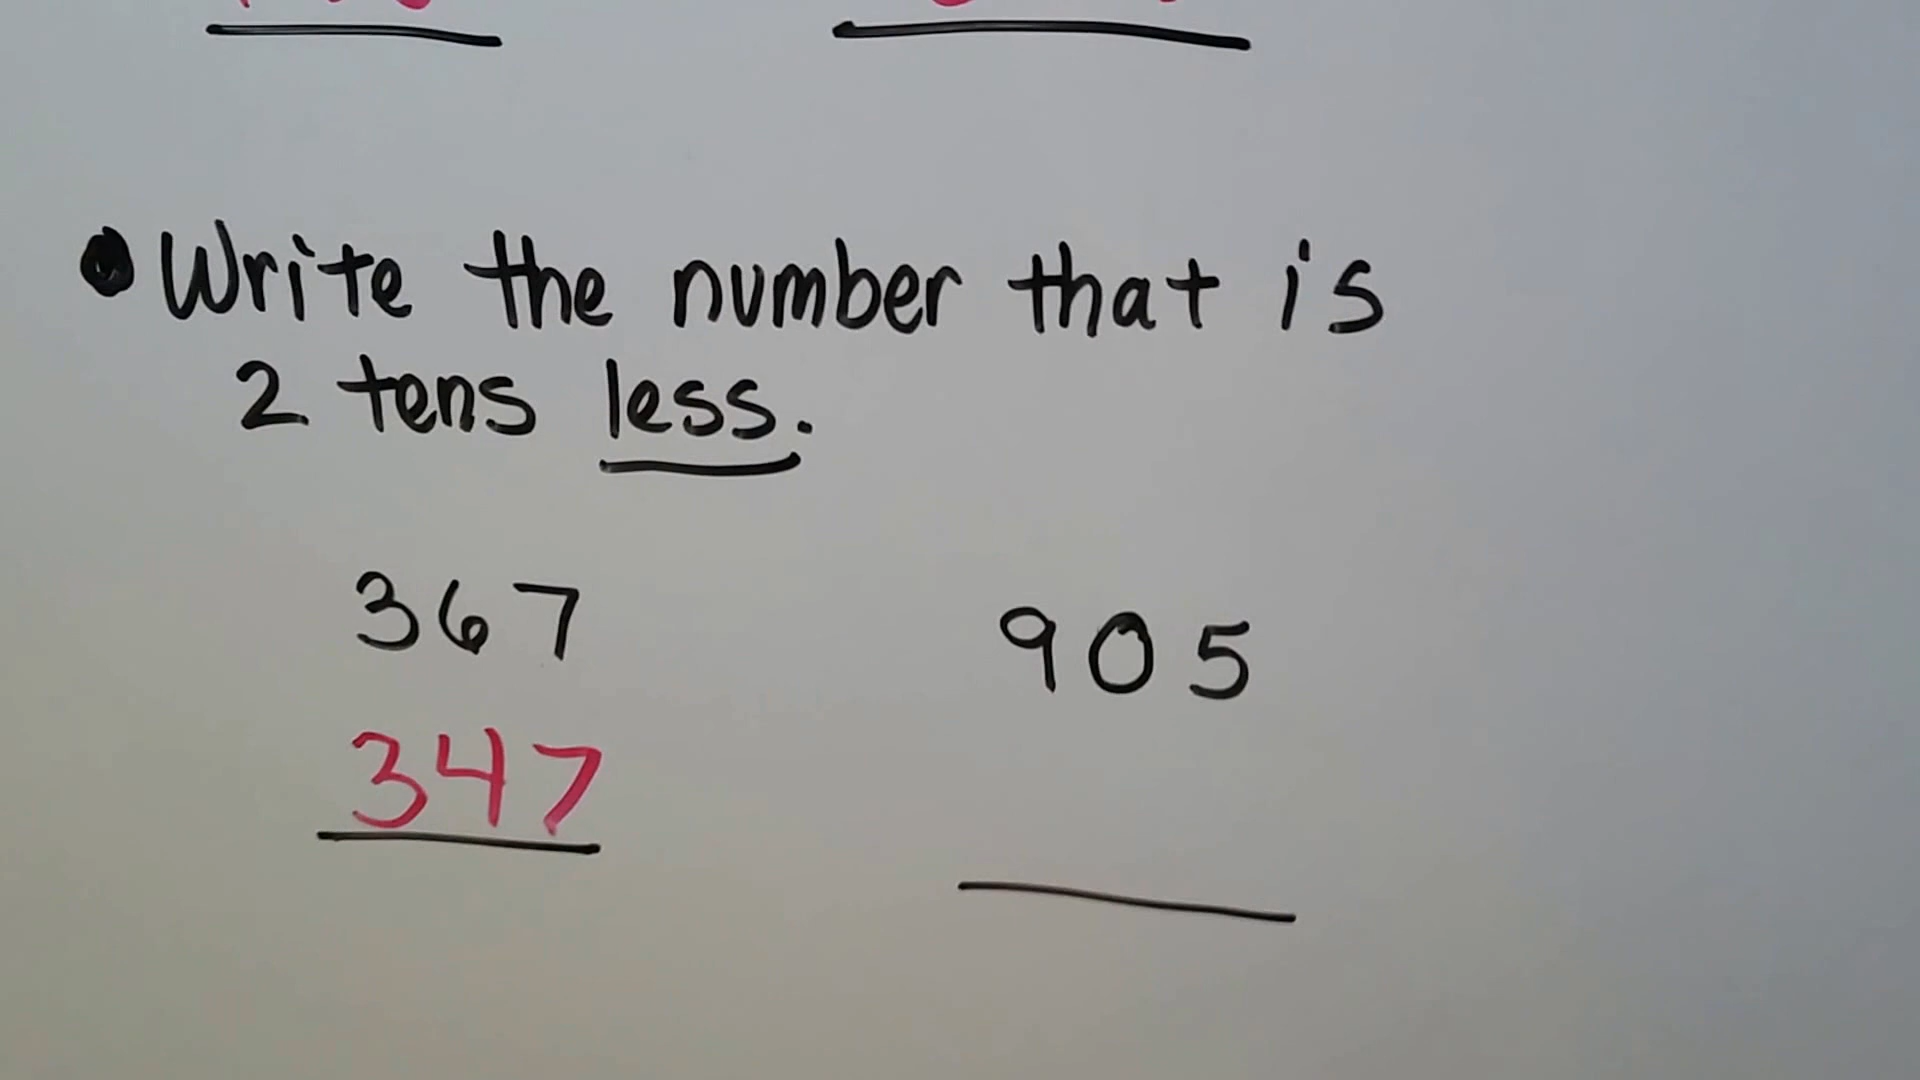 • Write the number that is
2 tens less.
367 905
347